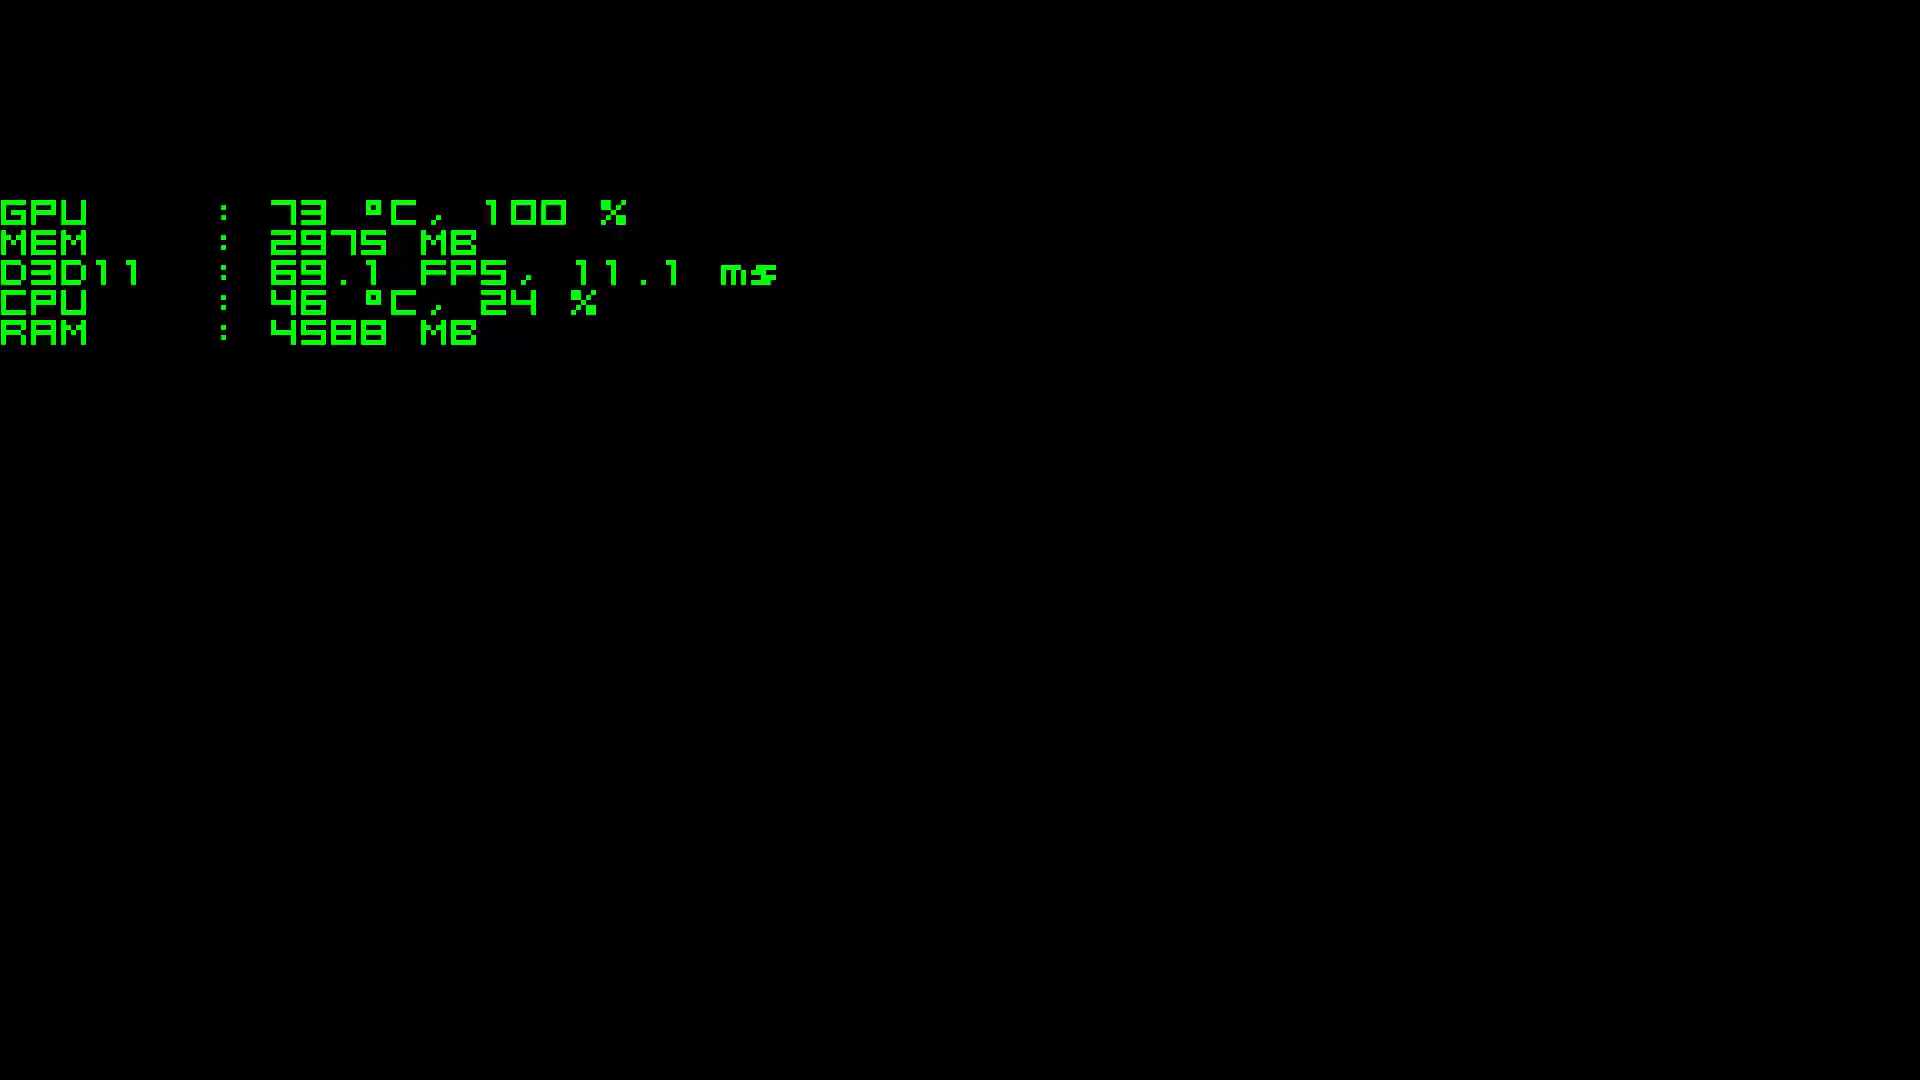 GPU : 73 °C, 100 %
MEM : 2975 MB
D3D11 : 69.1 FPS, 11.1 ms
CPU : 46 °C, 24 %
RAM : 4588 MB